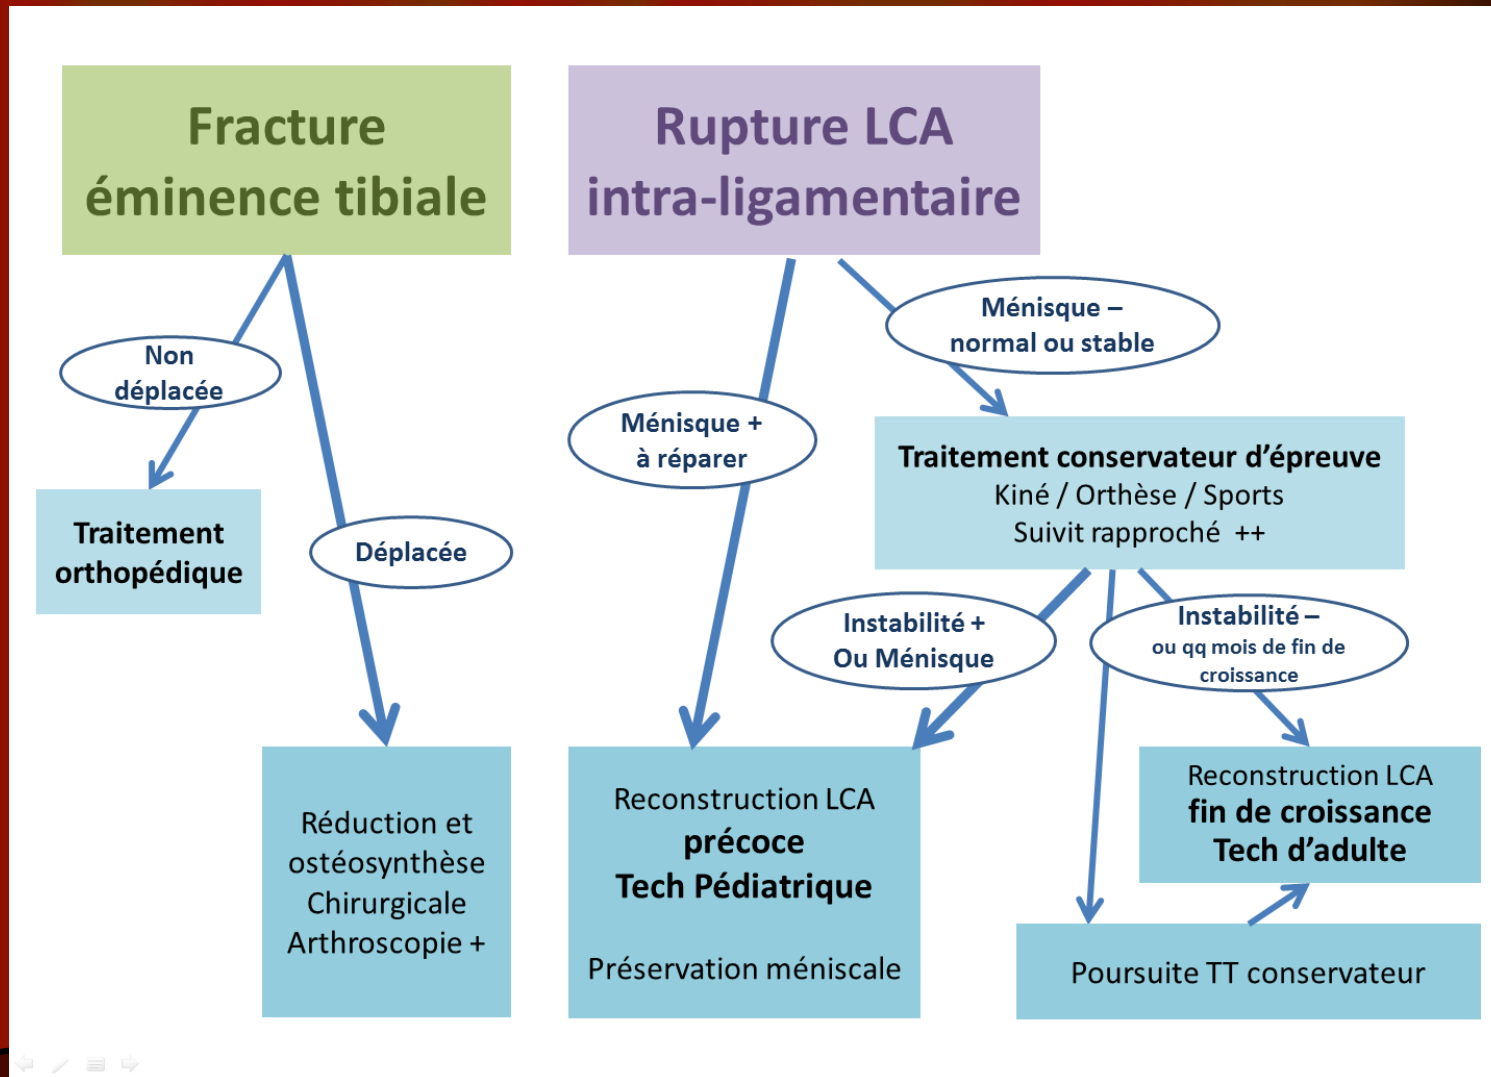 Fracture
éminence tibiale
Rupture LCA
intra-ligamentaire
Non
déplacée
Déplacée
Traitement
orthopédique
Réduction et
ostéosynthèse
Chirurgicale
Arthroscopie +
Ménisque +
à réparer
Ménisque –
normal ou stable
Traitement conservateur d’épreuve
Kiné / Orthèse / Sports
Suivit rapproché ++
Instabilité +
Ou Ménisque
Instabilité –
ou qq mois de fin de
croissance
Reconstruction LCA
précoce
Tech Pédiatrique
Préservation méniscale
Reconstruction LCA
fin de croissance
Tech d’adulte
Poursuite TT conservateur